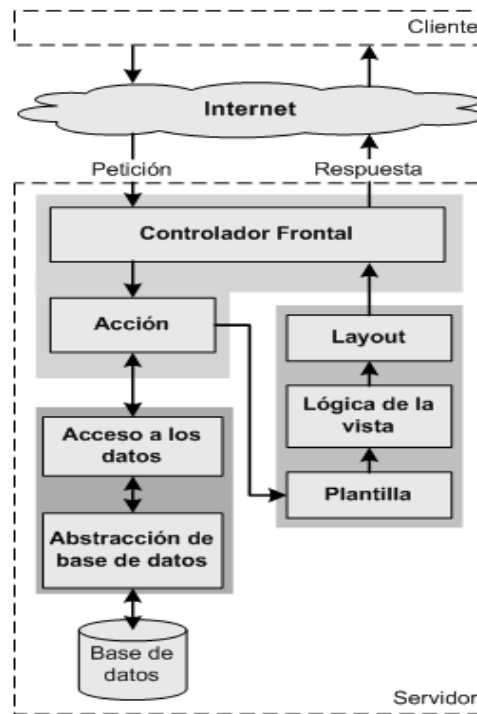 Cliente
Internet
Petición
Respuesta
Controlador Frontal
Acción
Layout
Lógica de la
vista
Plantilla
Acceso a los
datos
Abstracción de
base de datos
Base de
datos
Servidor